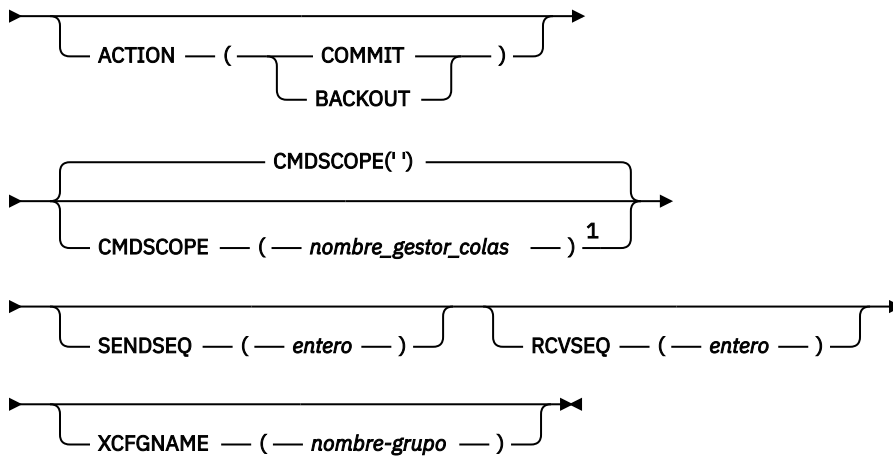 ACTION ( COMMIT )
BACKOUT
CMDSCOPE(' ')
CMDSCOPE ( nombre_gestor_colas ) 1
SENDSEQ ( entero ) RCVSEQ ( entero )
XCFGNAME ( nombre-grupo )